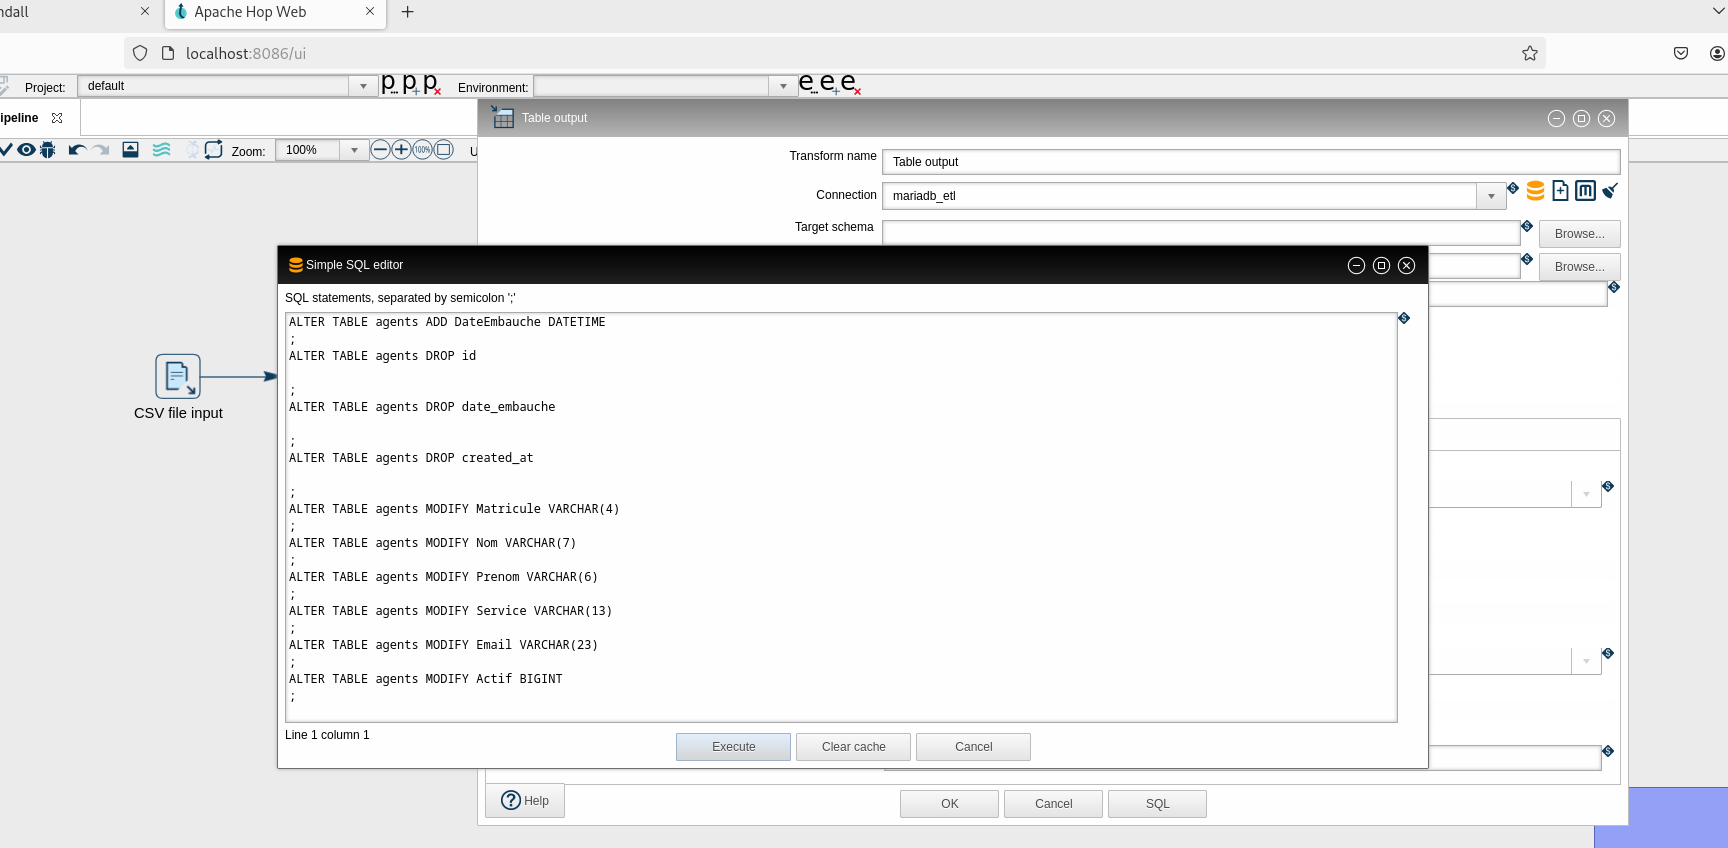 ndall
Apache Hop Web
localhost:8086/ui
Project:
default
p p p
Environment:
e e e
ipeline
Zoom:
100%
100%
U
Table output
Transform name
Table output
Connection
mariadb_etl
Target schema
Browse...
Browse...
Simple SQL editor
SQL statements, separated by semicolon ';'
ALTER TABLE agents ADD DateEmbauche DATETIME
;
ALTER TABLE agents DROP id
;
ALTER TABLE agents DROP date_embauche
;
ALTER TABLE agents DROP created_at
;
ALTER TABLE agents MODIFY Matricule VARCHAR(4)
;
ALTER TABLE agents MODIFY Nom VARCHAR(7)
;
ALTER TABLE agents MODIFY Prenom VARCHAR(6)
;
ALTER TABLE agents MODIFY Service VARCHAR(13)
;
ALTER TABLE agents MODIFY Email VARCHAR(23)
;
ALTER TABLE agents MODIFY Actif BIGINT
;
Line 1 column 1
Execute
Clear cache
Cancel
CSV file input
Help
OK
Cancel
SQL